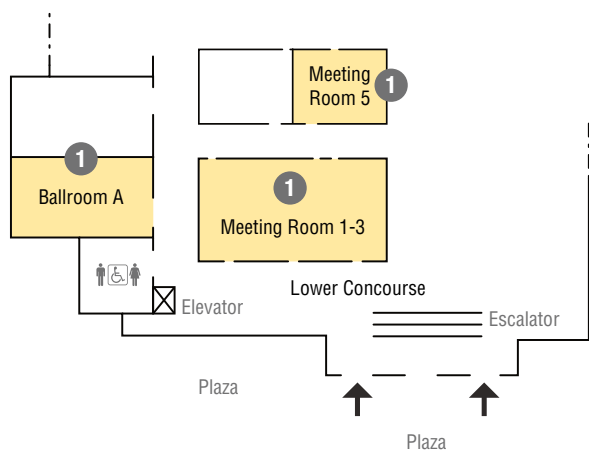 Meeting
Room 5
1
1
Ballroom A
1
Meeting Room 1-3
Lower Concourse
Elevator
Escalator
Plaza
Plaza